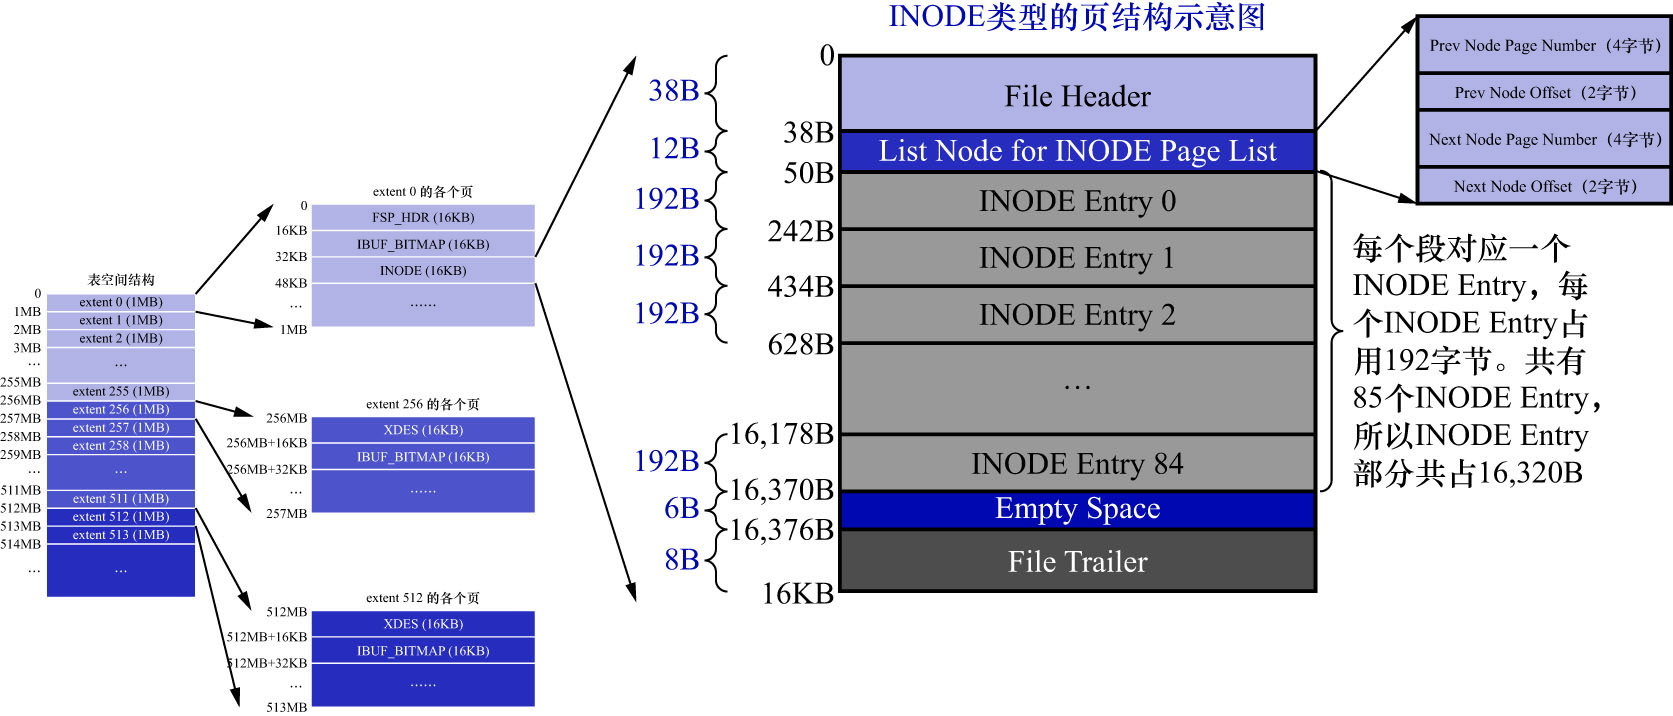 INODE类型的页结构示意图
表空间结构
0
extent 0 (1MB)
1MB
extent 1 (1MB)
2MB
extent 2 (1MB)
3MB
...
...
255MB
extent 255 (1MB)
256MB
extent 256 (1MB)
257MB
extent 257 (1MB)
258MB
extent 258 (1MB)
259MB
...
...
511MB
extent 511 (1MB)
512MB
extent 512 (1MB)
513MB
extent 513 (1MB)
514MB
...
...
extent 0 的各个页
0
FSP_HDR (16KB)
16KB
IBUF_BITMAP (16KB)
32KB
INODE (16KB)
48KB
...
......
1MB
extent 256 的各个页
256MB
XDES (16KB)
256MB+16KB
IBUF_BITMAP (16KB)
256MB+32KB
...
......
257MB
extent 512 的各个页
512MB
XDES (16KB)
512MB+16KB
IBUF_BITMAP (16KB)
512MB+32KB
...
......
513MB
0
38B
File Header
38B
12B
List Node for INODE Page List
50B
192B
INODE Entry 0
242B
192B
INODE Entry 1
434B
192B
INODE Entry 2
628B
...
16,178B
192B
INODE Entry 84
16,370B
6B
Empty Space
16,376B
8B
File Trailer
16KB
Prev Node Page Number（4字节）
Prev Node Offset（2字节）
Next Node Page Number（4字节）
Next Node Offset（2字节）
每个段对应一个
INODE Entry，每
个INODE Entry占
用192字节。共有
85个INODE Entry，
所以INODE Entry
部分共占16,320B